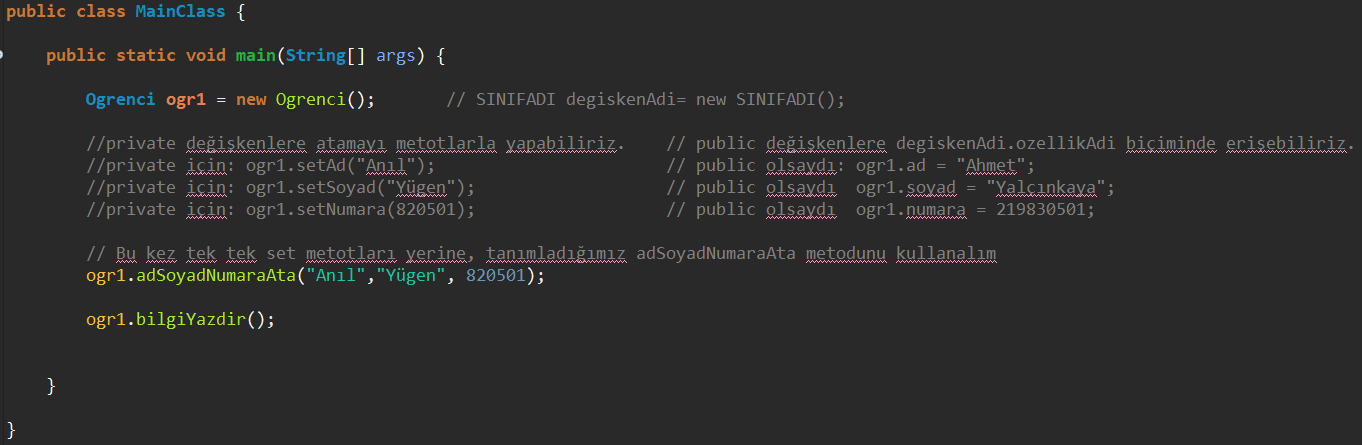 public class MainClass {
public static void main(String[] args) {
Ogrenci ogr1 = new Ogrenci(); // SINIFADI degiskenAdi= new SINIFADI();
//private değişkenlere atamayı metotlarla yapabiliriz. // public değişkenlere degiskenAdi.ozellikAdi biçiminde erişebiliriz.
//private için: ogr1.setAd("Anıl"); // public olsaydı: ogr1.ad = "Ahmet";
//private için: ogr1.setSoyad("Yügen"); // public olsaydı ogr1.soyad = "Yalçınkaya";
//private için: ogr1.setNumara(820501); // public olsaydı ogr1.numara = 219830501;
// Bu kez tek tek set metotları yerine, tanımladığımız adSoyadNumaraAta metodunu kullanalım
ogr1.adSoyadNumaraAta("Anıl","Yügen", 820501);
ogr1.bilgiYazdir();
}
}